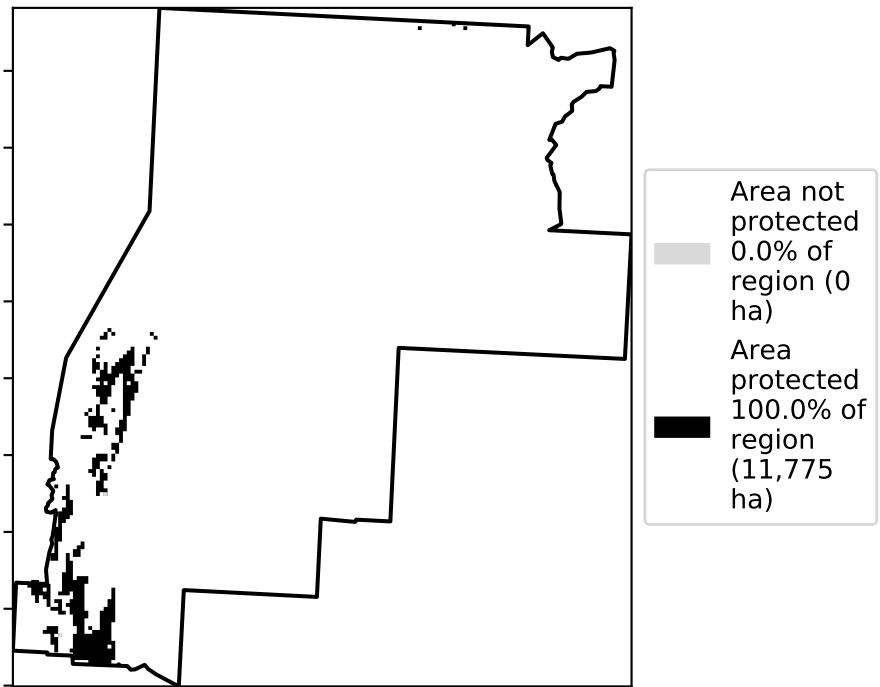 Area not
protected
0.0% of
region (0
ha)
Area
protected
100.0% of
region
(11,775
ha)